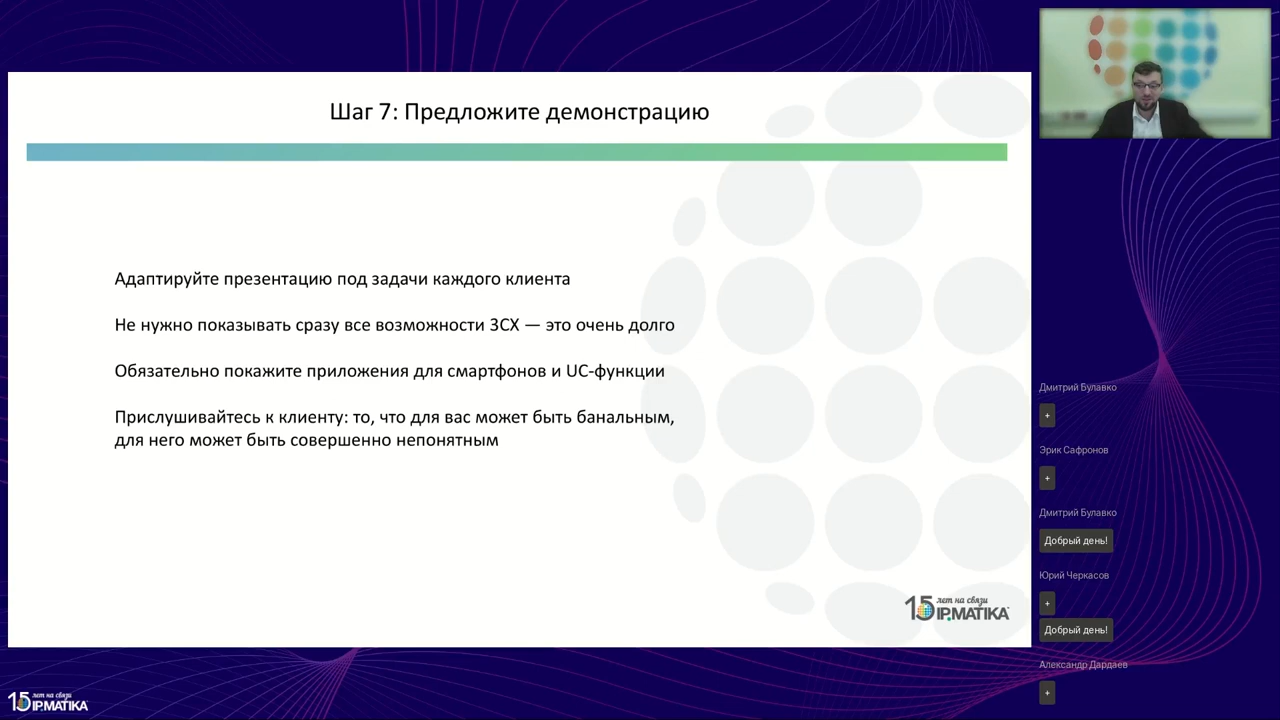 Шаг 7: Предложите демонстрацию
Адаптируйте презентацию под задачи каждого клиента
Не нужно показывать сразу все возможности 3CX — это очень долго
Обязательно покажите приложения для смартфонов и UC-функции
Прислушивайтесь к клиенту: то, что для вас может быть банальным,
для него может быть совершенно непонятным
15 лет на связи
IPMATIKA
Дмитрий Булавко
+
Эрик Сафронов
+
Дмитрий Булавко
Добрый день!
Юрий Черкасов
+
Добрый день!
Александр Дардаев
+
15 лет на связи
IPMATIKA